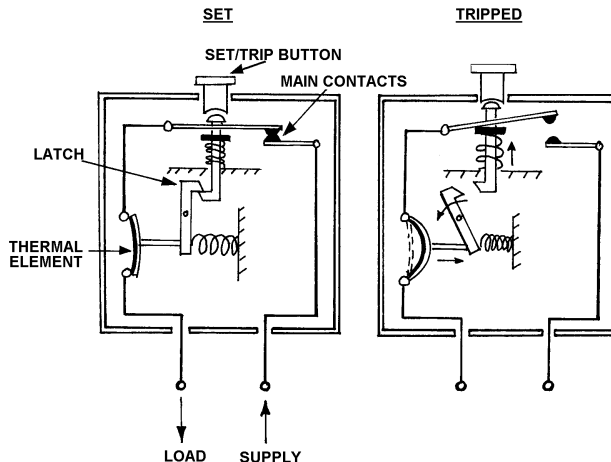 SET
TRIPPED
SET/TRIP BUTTON
MAIN CONTACTS
LATCH
THERMAL
ELEMENT
LOAD
SUPPLY